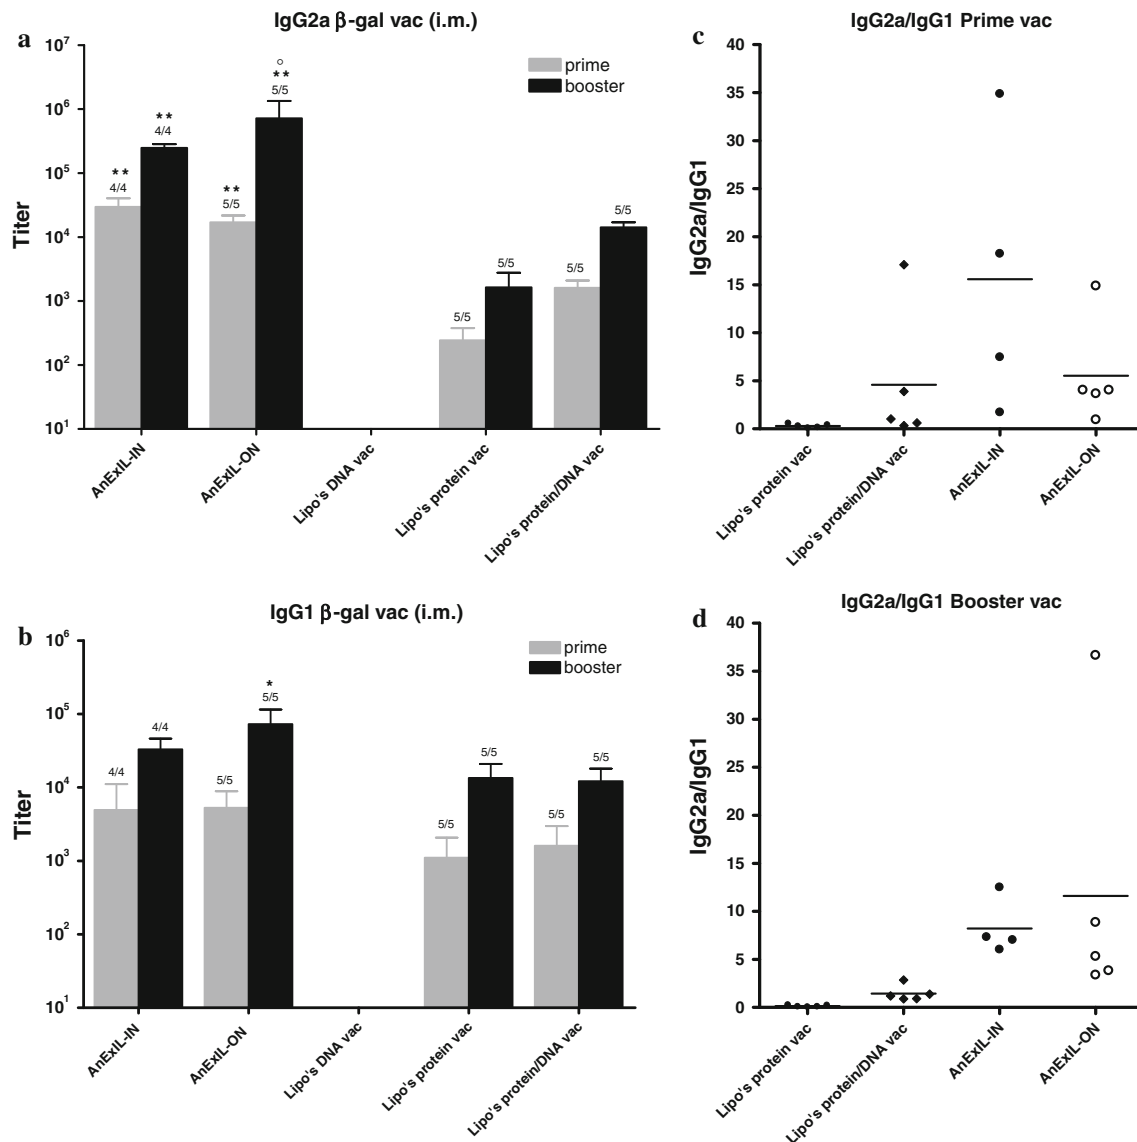 a
IgG2a β-gal vac (i.m.)
10^7
10^6
10^5
10^4
10^3
10^2
10^1
Titer
prime
booster
**
4/4
**
4/4
**
5/5
°
**
5/5
5/5
5/5
5/5
5/5
AnExIL-IN
AnExIL-ON
Lipo's DNA vac
Lipo's protein vac
Lipo's protein/DNA vac
b
IgG1 β-gal vac (i.m.)
10^6
10^5
10^4
10^3
10^2
10^1
Titer
prime
booster
4/4
4/4
5/5
*
5/5
5/5
5/5
5/5
5/5
AnExIL-IN
AnExIL-ON
Lipo's DNA vac
Lipo's protein vac
Lipo's protein/DNA vac
c
IgG2a/IgG1 Prime vac
40
35
30
25
20
15
10
5
0
IgG2a/IgG1
Lipo's protein vac
Lipo's protein/DNA vac
AnExIL-IN
AnExIL-ON
d
IgG2a/IgG1 Booster vac
40
35
30
25
20
15
10
5
0
IgG2a/IgG1
Lipo's protein vac
Lipo's protein/DNA vac
AnExIL-IN
AnExIL-ON